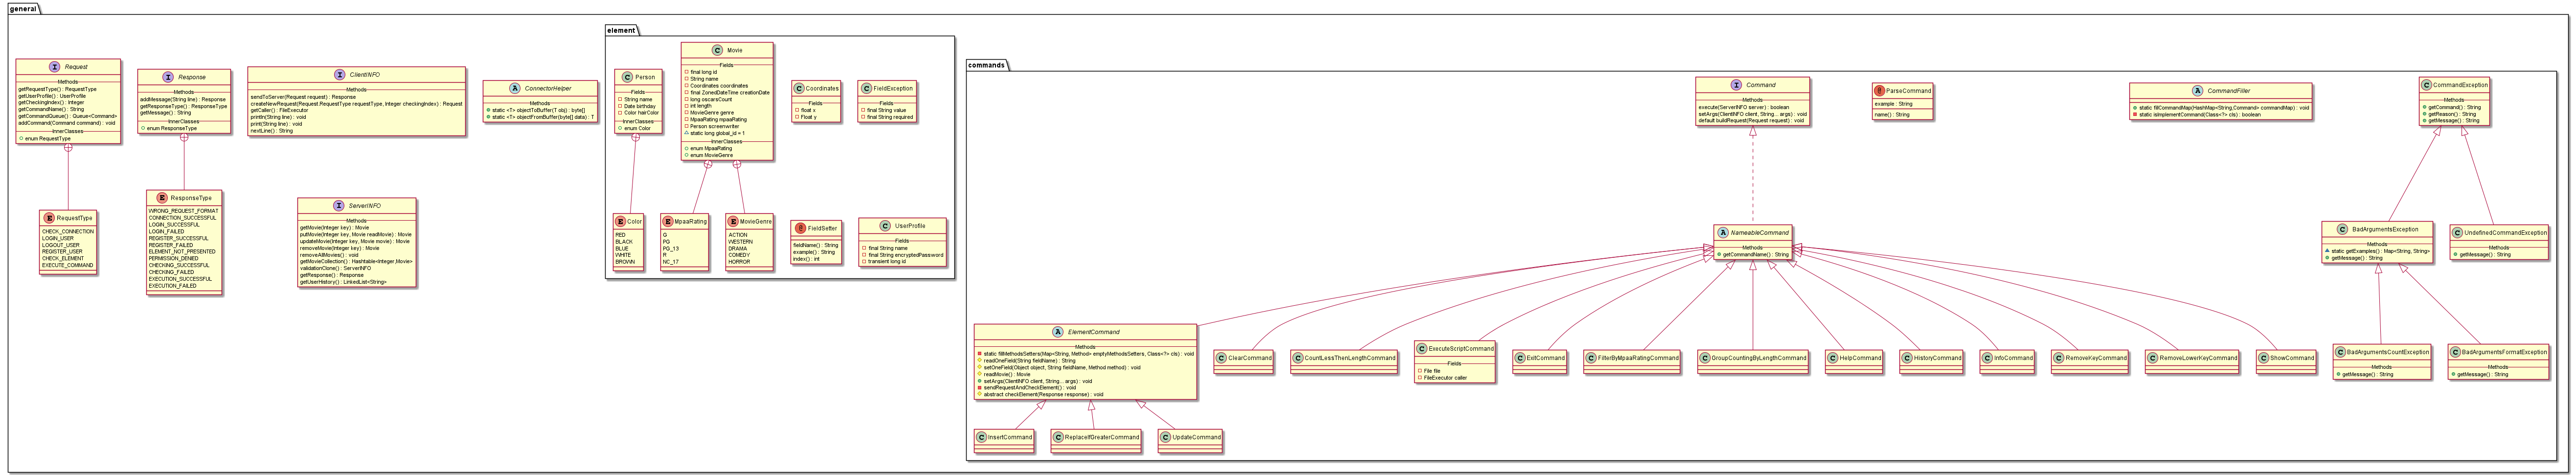 general
Request
Methods
getRequestType() : RequestType
getUserProfile() : UserProfile
getCheckingIndex() : Integer
getCommandName() : String
getCommandQueue() : Queue<Command>
addCommand(Command command) : void
InnerClasses
enum RequestType
RequestType
CHECK_CONNECTION
LOGIN_USER
LOGOUT_USER
REGISTER_USER
CHECK_ELEMENT
EXECUTE_COMMAND
Response
Methods
addMessage(String line) : Response
getResponseType() : ResponseType
getMessage() : String
InnerClasses
enum ResponseType
ResponseType
WRONG_REQUEST_FORMAT
CONNECTION_SUCCESSFUL
LOGIN_SUCCESSFUL
LOGIN_FAILED
REGISTER_SUCCESSFUL
REGISTER_FAILED
ELEMENT_NOT_PRESENTED
PERMISSION_DENIED
CHECKING_SUCCESSFUL
CHECKING_FAILED
EXECUTION_SUCCESSFUL
EXECUTION_FAILED
ClientINFO
Methods
sendToServer(Request request) : Response
createNewRequest(Request.RequestType requestType, Integer checkingIndex) : Request
getCaller() : FileExecutor
println(String line) : void
print(String line) : void
nextLine() : String
ServerINFO
Methods
getMovie(Integer key) : Movie
putMovie(Integer key, Movie readMovie) : Movie
updateMovie(Integer key, Movie movie) : Movie
removeMovie(Integer key) : Movie
removeAllMovies() : void
getMovieCollection() : Hashtable<Integer,Movie>
validationClone() : ServerINFO
getResponse() : Response
getUserHistory() : LinkedList<String>
ConnectorHelper
Methods
static <T> objectToBuffer(T obj) : byte[]
static <T> objectFromBuffer(byte[] data) : T
element
Person
Fields
String name
Date birthday
Color hairColor
InnerClasses
enum Color
Movie
Fields
final long id
String name
Coordinates coordinates
final ZonedDateTime creationDate
long oscarsCount
int length
MovieGenre genre
MpaaRating mpaaRating
Person screenwriter
static long global_id = 1
InnerClasses
enum MpaaRating
enum MovieGenre
Coordinates
Fields
float x
Float y
FieldException
Fields
final String value
final String required
Color
RED
BLACK
BLUE
WHITE
BROWN
MpaaRating
G
PG
PG_13
R
NC_17
MovieGenre
ACTION
WESTERN
DRAMA
COMEDY
HORROR
FieldSetter
fieldName() : String
example() : String
index() : int
UserProfile
Fields
final String name
final String encryptedPassword
transient long id
commands
Command
Methods
execute(ServerINFO server) : boolean
setArgs(ClientINFO client, String... args) : void
default buildRequest(Request request) : void
ParseCommand
example : String
name() : String
CommandFiller
static fillCommandMap(HashMap<String,Command> commandMap) : void
static isImplementCommand(Class<?> cls) : boolean
CommandException
Methods
getCommand() : String
getReason() : String
getMessage() : String
NameableCommand
Methods
getCommandName() : String
BadArgumentsException
Methods
static getExamples() : Map<String, String>
getMessage() : String
UndefinedCommandException
Methods
getMessage() : String
ElementCommand
Methods
static fillMethodsSetters(Map<String, Method> emptyMethodsSetters, Class<?> cls) : void
readOneField(String fieldName) : String
setOneField(Object object, String fieldName, Method method) : void
readMovie() : Movie
setArgs(ClientINFO client, String... args) : void
sendRequestAndCheckElement() : void
abstract checkElement(Response response) : void
ClearCommand
CountLessThenLengthCommand
ExecuteScriptCommand
Fields
File file
FileExecutor caller
ExitCommand
FilterByMpaaRatingCommand
GroupCountingByLengthCommand
HelpCommand
HistoryCommand
InfoCommand
RemoveKeyCommand
RemoveLowerKeyCommand
ShowCommand
BadArgumentsCountException
Methods
getMessage() : String
BadArgumentsFormatException
Methods
getMessage() : String
InsertCommand
ReplaceIfGreaterCommand
UpdateCommand